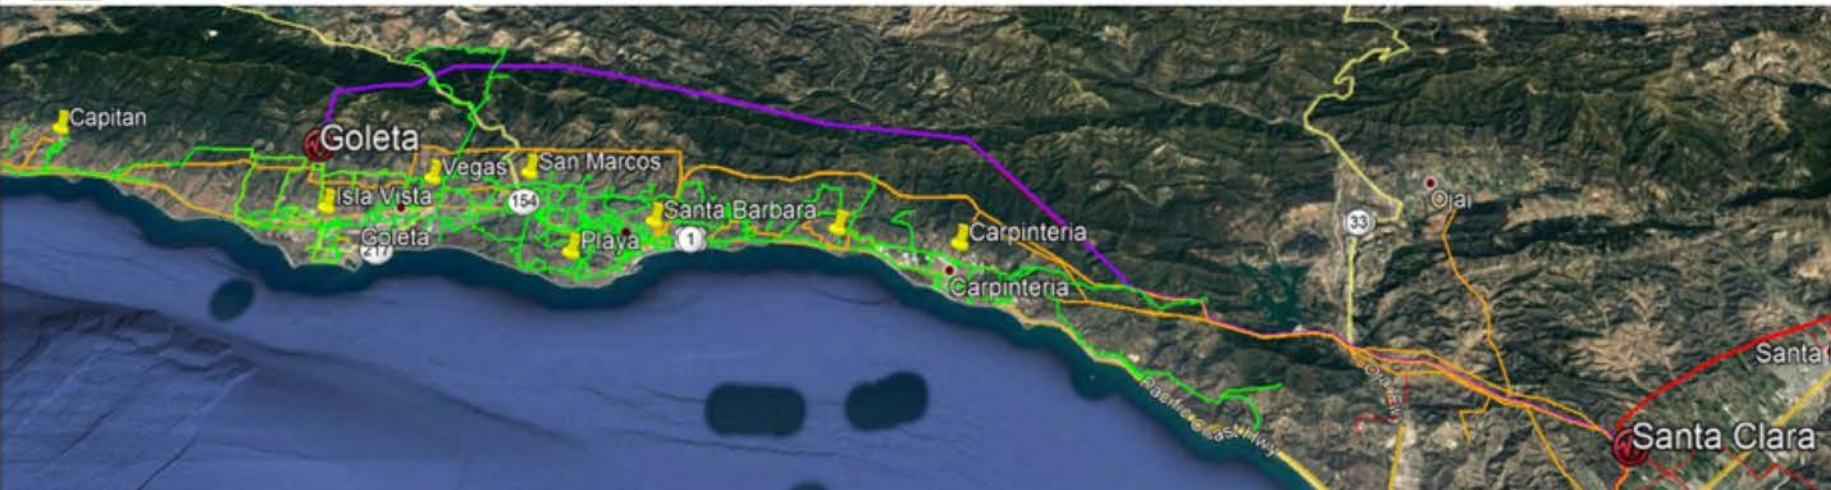 Capitan
Goleta
Vegas
San Marcos
Isla Vista
154
Santa Barbara
Goleta
217
Playa
1
Carpinteria
Carpinteria
33
Ojai
Santa
Pacific Coast Hwy
Santa Clara